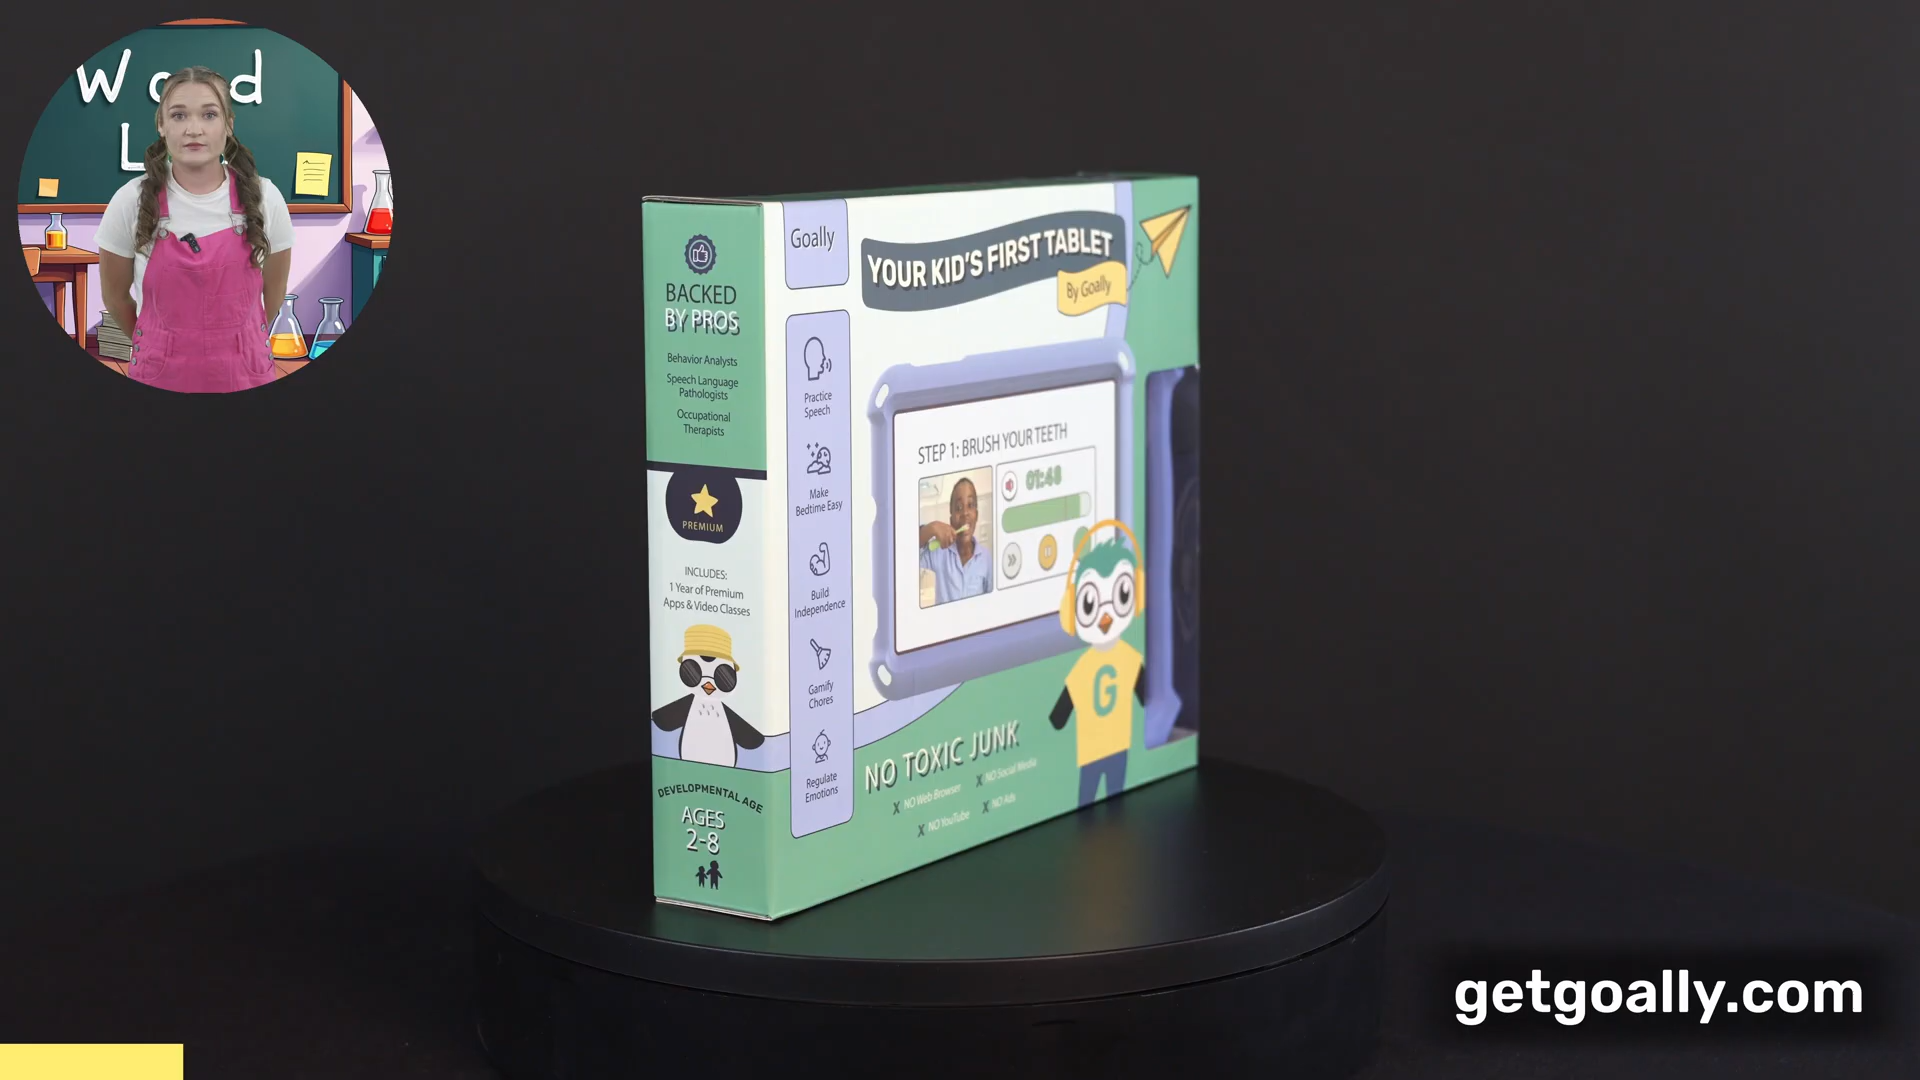 W d
L
BACKED
BY PROS
Behavior Analysts
Speech Language
Pathologists
Occupational
Therapists
PREMIUM
INCLUDES:
1 Year of Premium
Apps & Video Classes
DEVELOPMENTAL AGE
AGES
2-8
Goally
Practice
Speech
Make
Bedtime Easy
Build
Independence
Gamify
Chores
Regulate
Emotions
YOUR KID'S FIRST TABLET
By Goally
STEP 1: BRUSH YOUR TEETH
01:48
G
NO TOXIC JUNK
X NO Web Browser
X NO Social Media
X NO YouTube
X NO Ads
getgoally.com